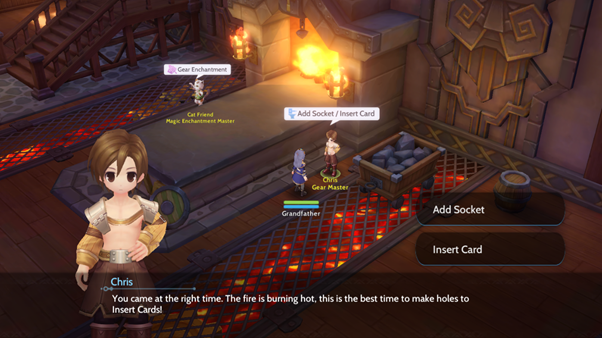 Gear Enchantment
Cat Friend
Magic Enchantment Master
Add Socket / Insert Card
Chris
Gear Master
Grandfather
Add Socket
Insert Card
Chris
You came at the right time. The fire is burning hot, this is the best time to make holes to
Insert Cards!